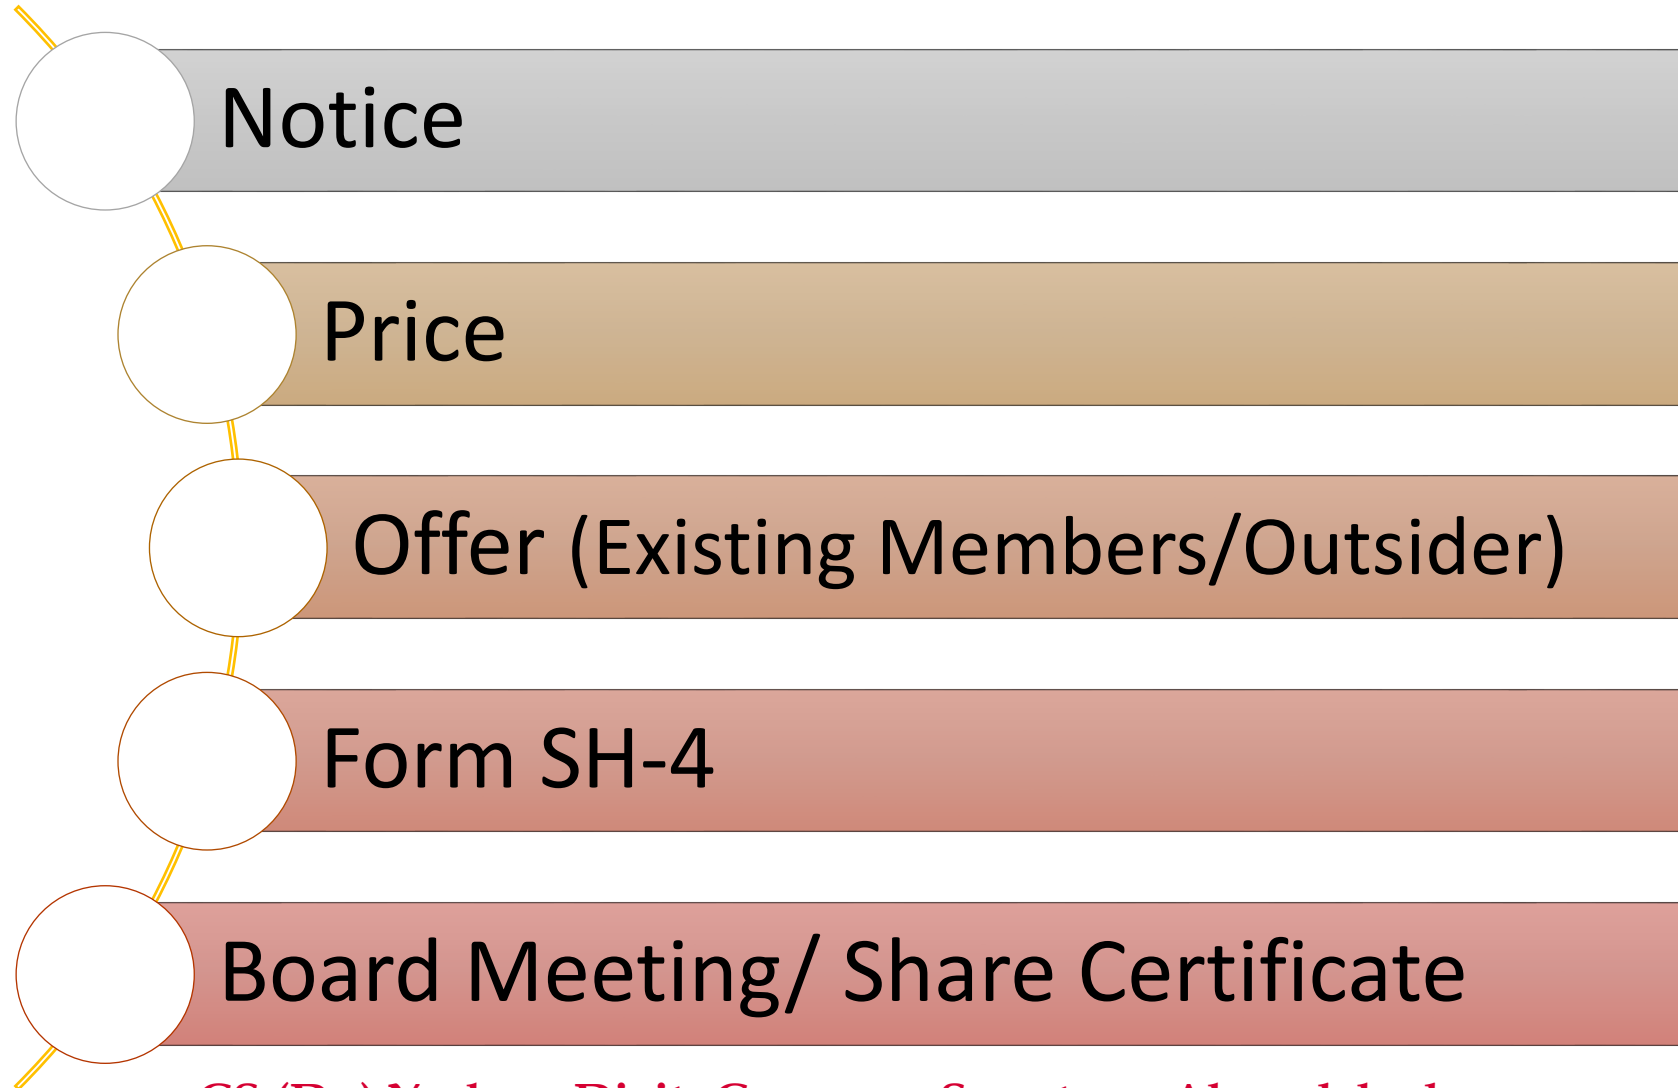 Notice
Price
Offer (Existing Members/Outsider)
Form SH-4
Board Meeting/ Share Certificate